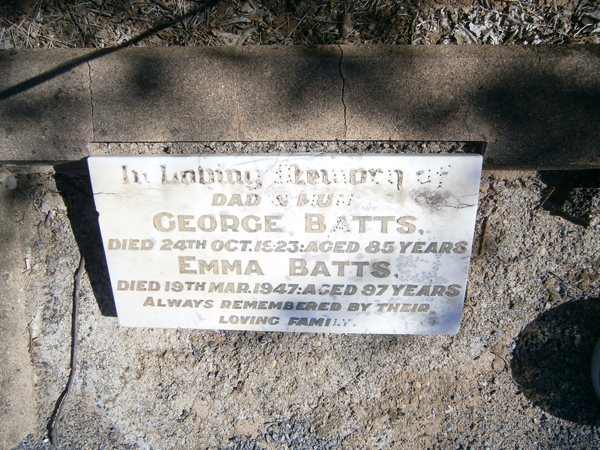 In Loving Memory of
DAD & MUM
GEORGE BATTS,
DIED 24TH OCT. 1923: AGED 85 YEARS
EMMA BATTS,
DIED 19TH MAR. 1947: AGED 97 YEARS
ALWAYS REMEMBERED BY THEIR
LOVING FAMILY.